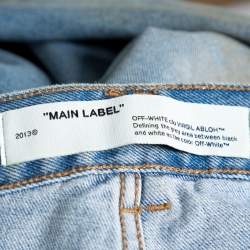 "MAIN LABEL"
2013®
OFF-WHITE c/o VIRGIL ABLOH™
Defining the grey area between black
and white as the color Off-White™